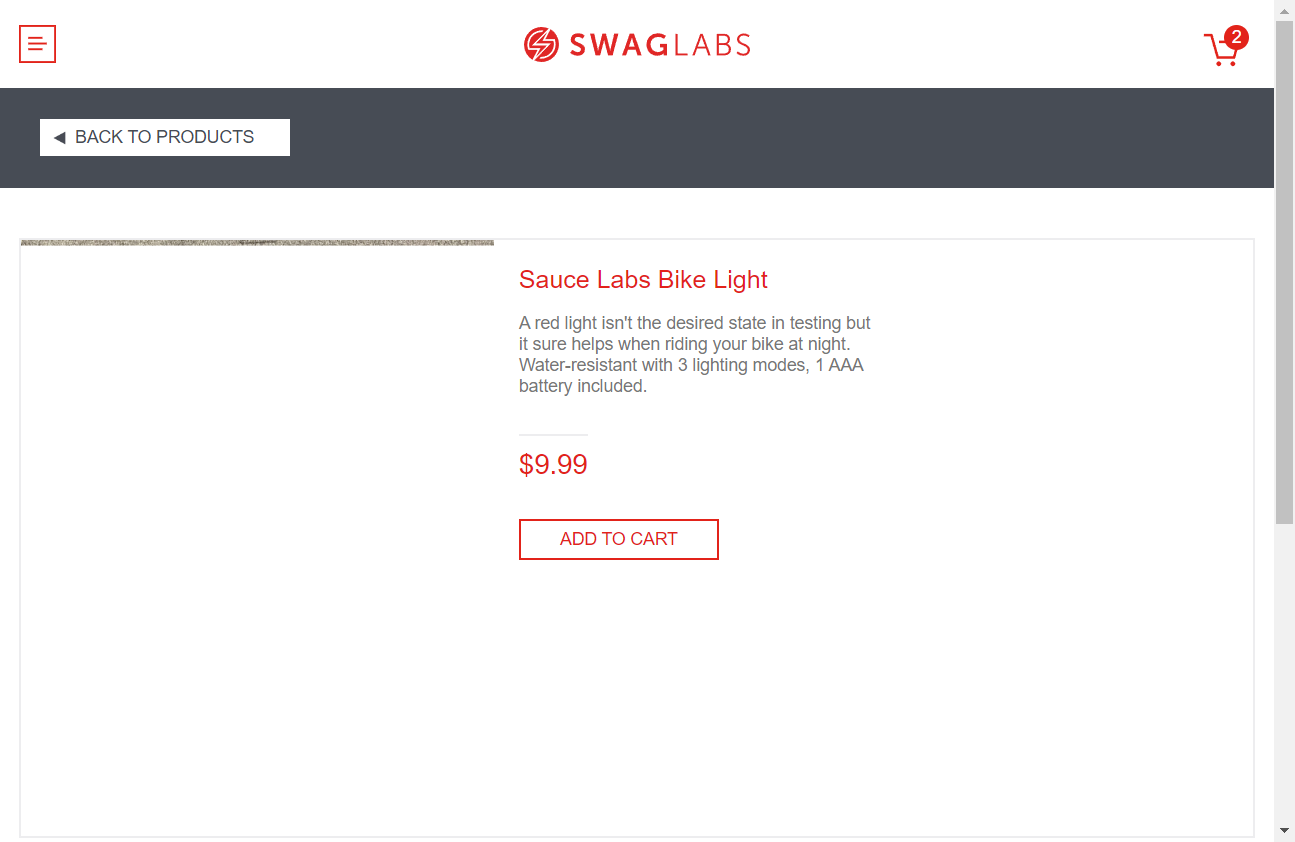 SWAGLABS
2
BACK TO PRODUCTS
Sauce Labs Bike Light
A red light isn't the desired state in testing but
it sure helps when riding your bike at night.
Water-resistant with 3 lighting modes, 1 AAA
battery included.
$9.99
ADD TO CART